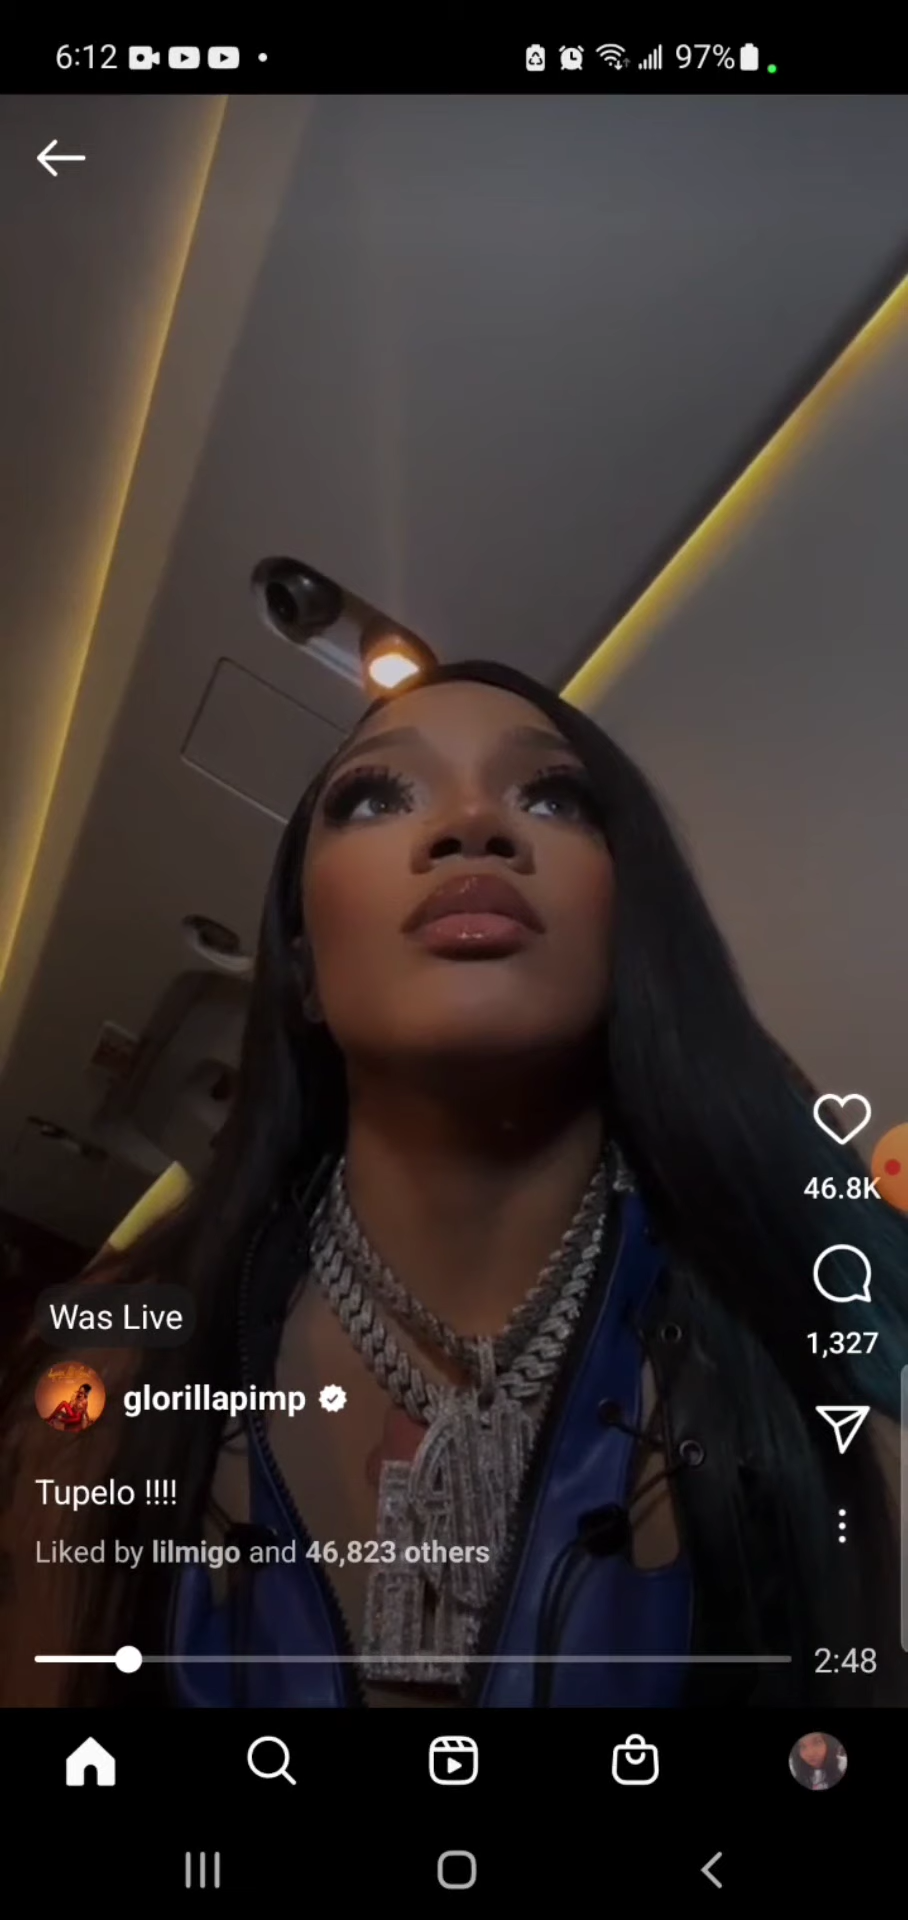 6:12
97%
46.8K
Was Live
1,327
glorillapimp
Tupelo !!!!
Liked by lilmigo and 46,823 others
2:48